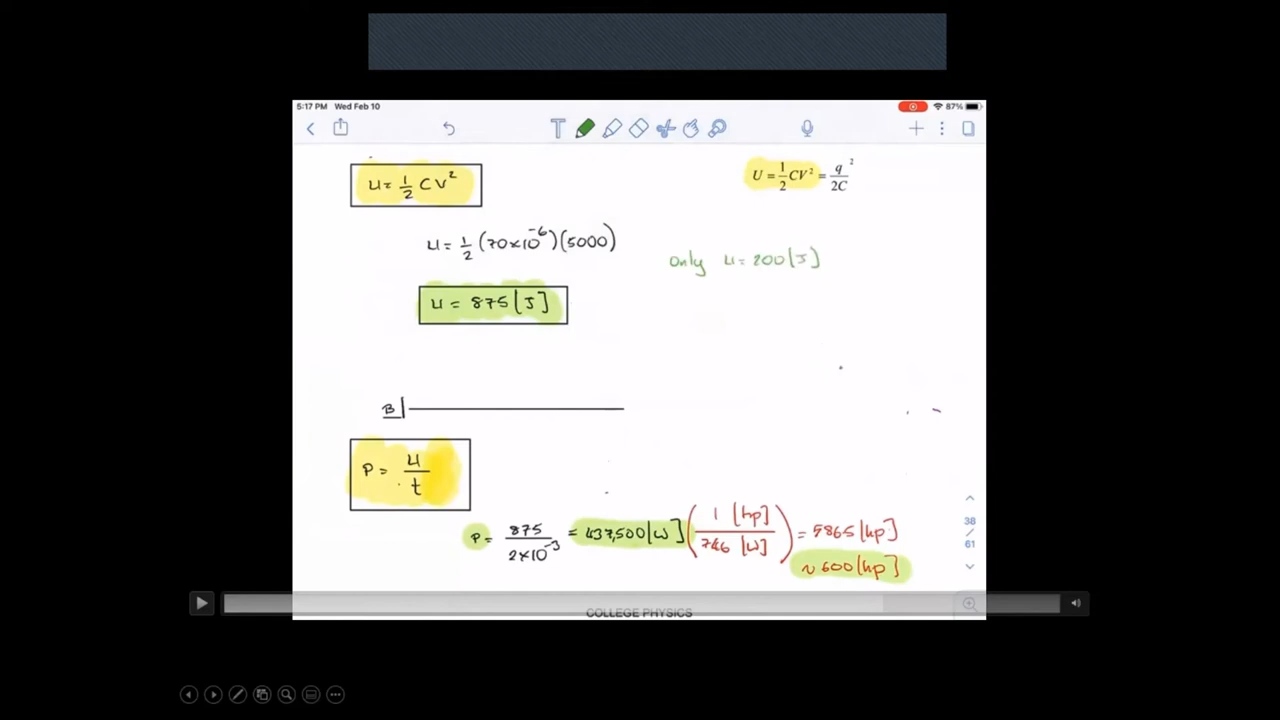 5:17 PM Wed Feb 10
87%
U = 1/2 CV²
U = 1/2 CV² = q²/2C
U = 1/2 (70×10⁻⁶)(5000)
only U = 200 [J]
U = 875 [J]
B|
P = U/t
P = 875/2×10⁻³ = 437,500 [W] (1 [hp]/746 [W]) = 5865 [hp]
~ 600 [hp]
38
/
61
COLLEGE PHYSICS